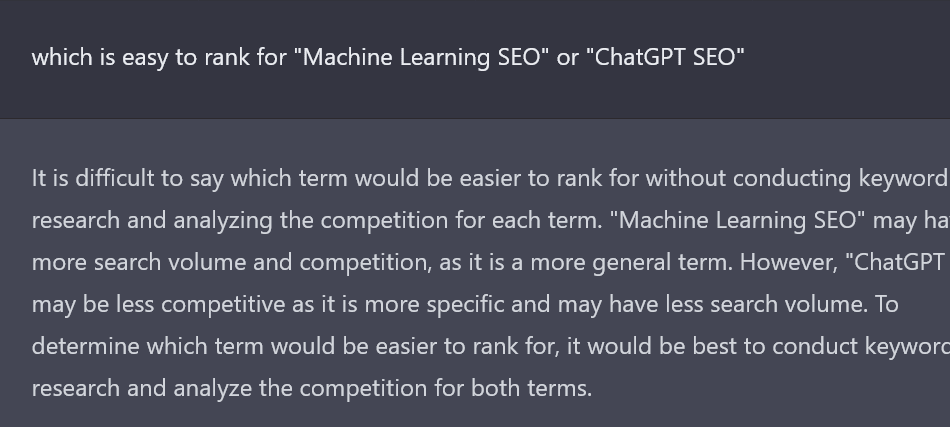 which is easy to rank for "Machine Learning SEO" or "ChatGPT SEO"
It is difficult to say which term would be easier to rank for without conducting keyword
research and analyzing the competition for each term. "Machine Learning SEO" may ha
more search volume and competition, as it is a more general term. However, "ChatGPT
may be less competitive as it is more specific and may have less search volume. To
determine which term would be easier to rank for, it would be best to conduct keyword
research and analyze the competition for both terms.